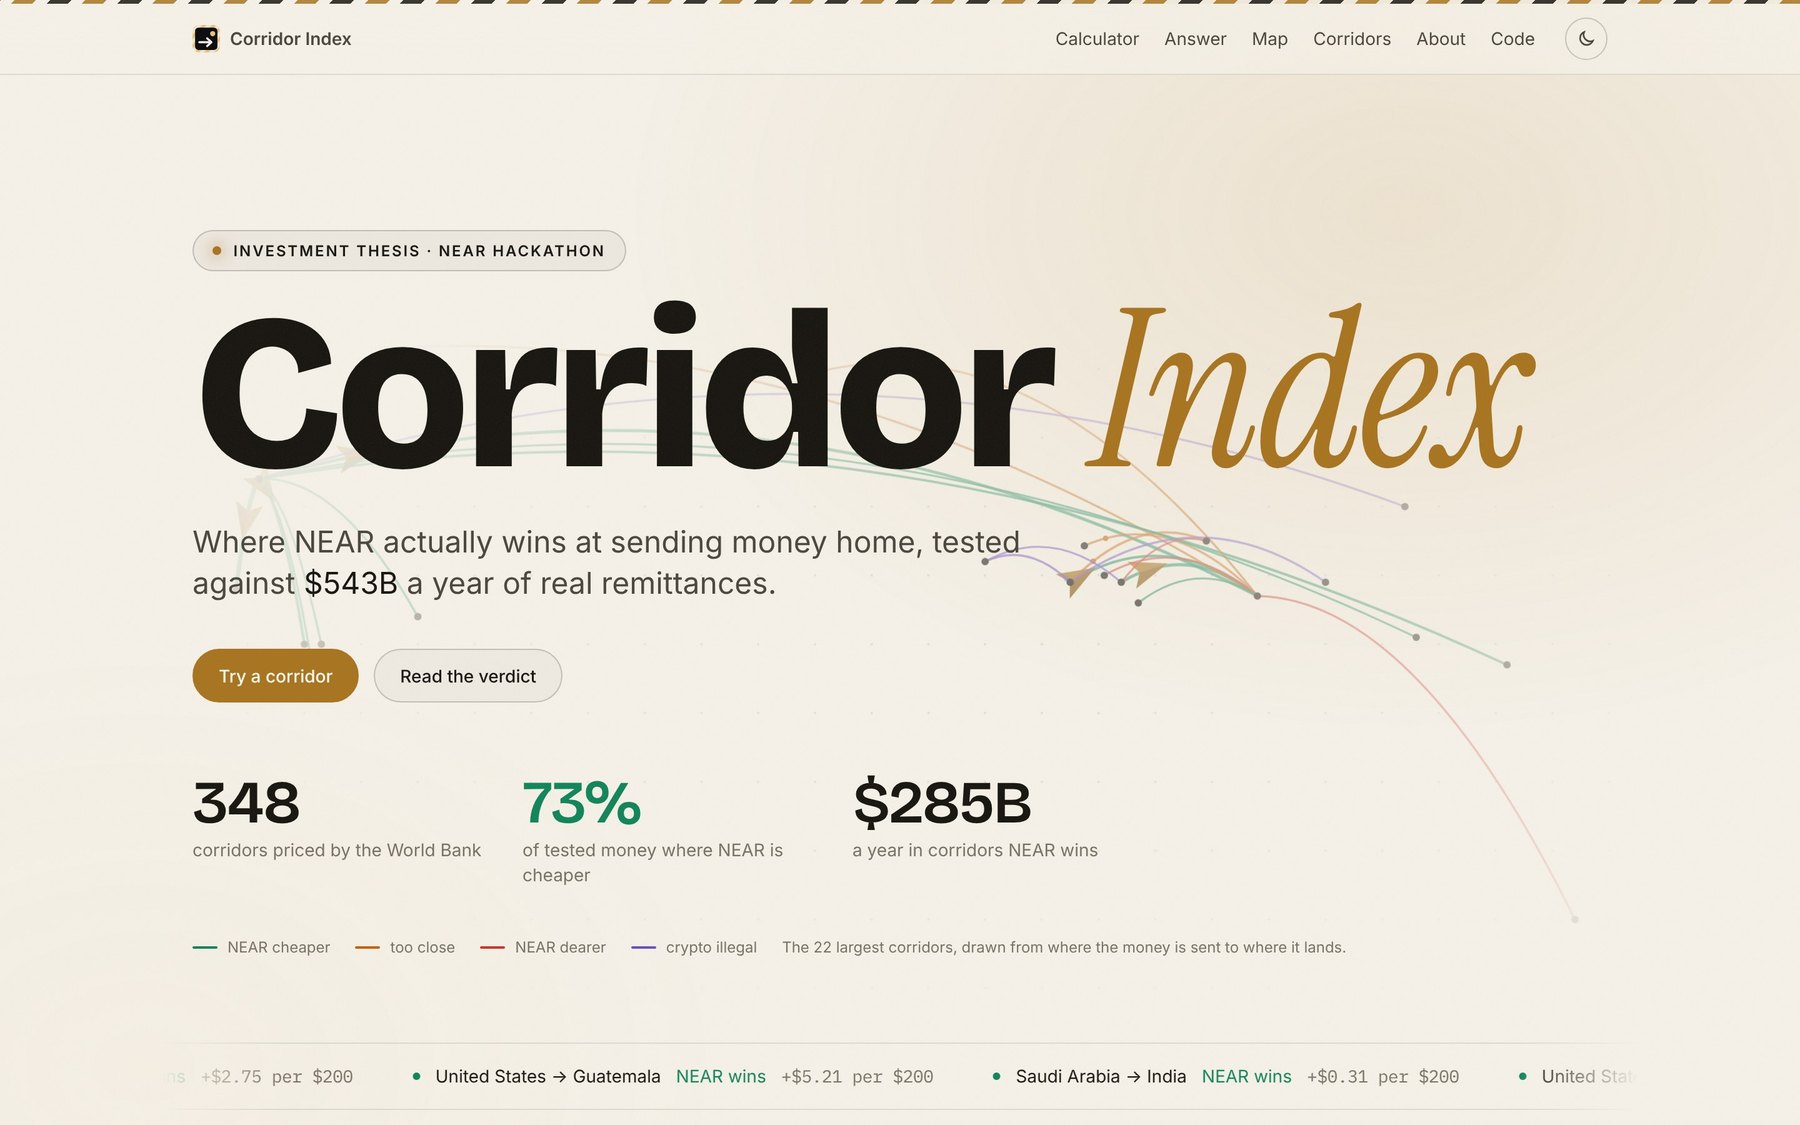 Corridor Index
Calculator Answer Map Corridors About Code
INVESTMENT THESIS · NEAR HACKATHON
Corridor Index
Where NEAR actually wins at sending money home, tested
against $543B a year of real remittances.
Try a corridor Read the verdict
348
corridors priced by the World Bank
73%
of tested money where NEAR is
cheaper
$285B
a year in corridors NEAR wins
NEAR cheaper too close NEAR dearer crypto illegal The 22 largest corridors, drawn from where the money is sent to where it lands.
ns +$2.75 per $200 United States → Guatemala NEAR wins +$5.21 per $200 Saudi Arabia → India NEAR wins +$0.31 per $200 United Stat